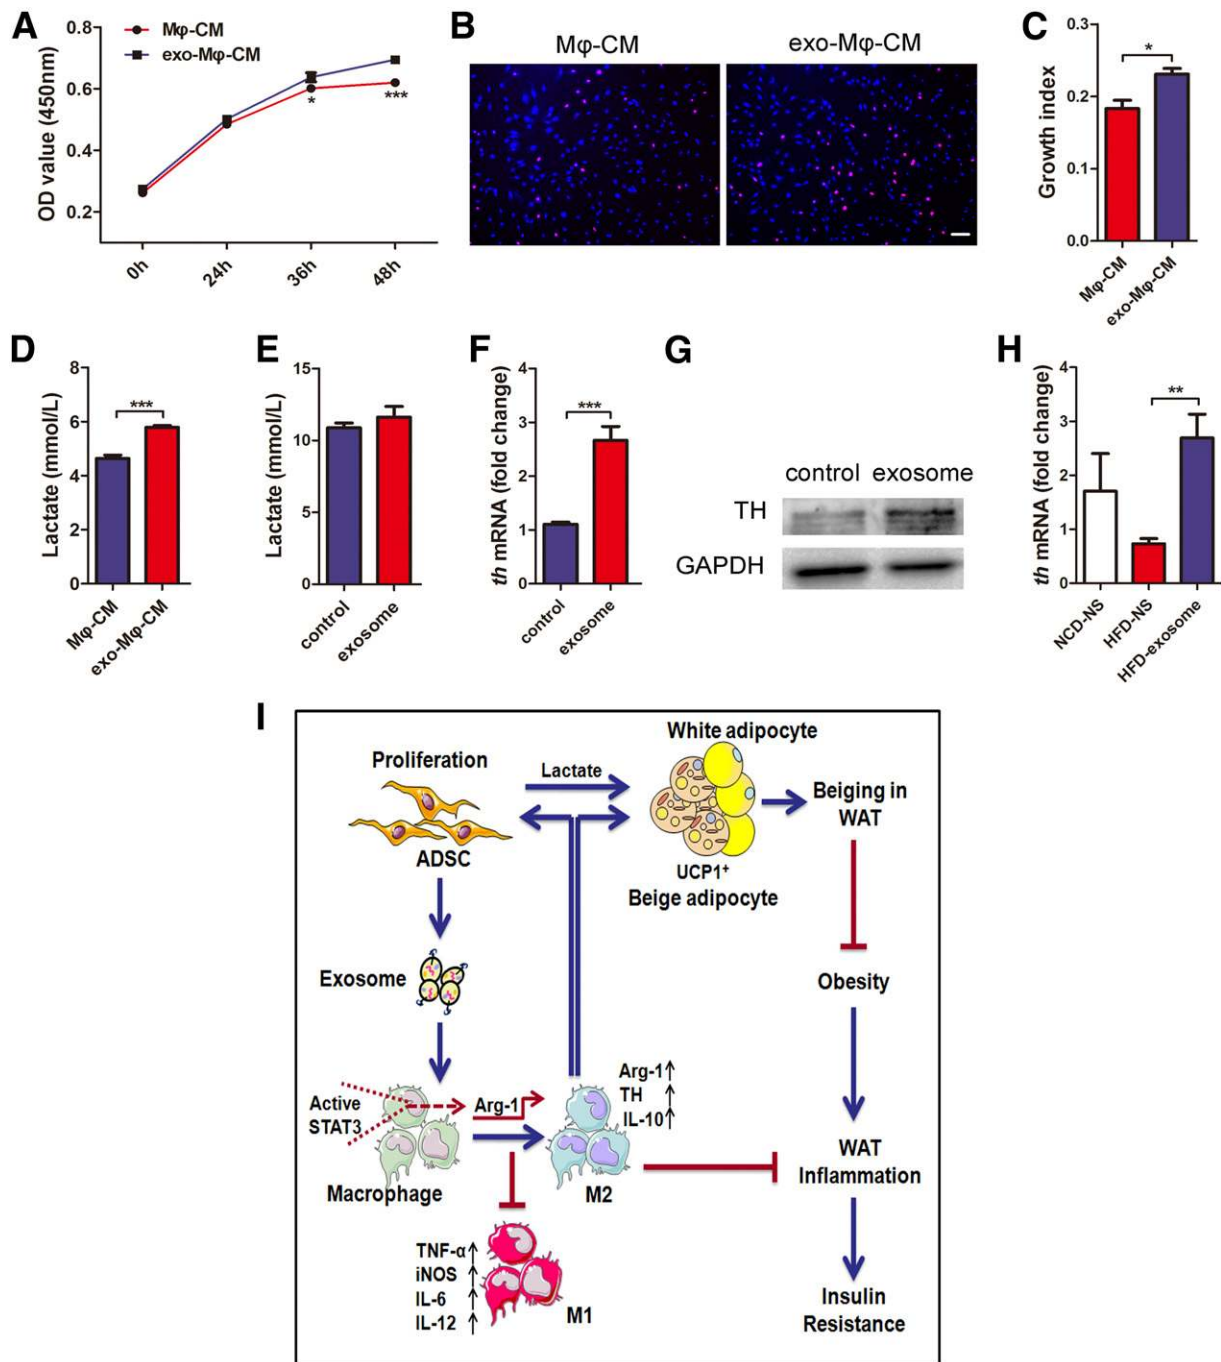 A
OD value (450nm)
0.8
0.6
0.4
0.2
Mφ-CM
exo-Mφ-CM
*
***
0h
24h
36h
48h
B
Mφ-CM
exo-Mφ-CM
C
Growth index
0.3
0.2
0.1
0.0
*
Mφ-CM
exo-Mφ-CM
D
Lactate (mmol/L)
8
6
4
2
0
***
Mφ-CM
exo-Mφ-CM
E
Lactate (mmol/L)
15
10
5
0
control
exosome
F
th mRNA (fold change)
4
3
2
1
0
***
control
exosome
G
control exosome
TH
GAPDH
H
th mRNA (fold change)
4
3
2
1
0
**
NCD-NS
HFD-NS
HFD-exosome
I
Proliferation
ADSC
Lactate
White adipocyte
UCP1⁺
Beige adipocyte
Beiging in
WAT
Exosome
Obesity
Active
STAT3
Macrophage
Arg-1
Arg-1↑
TH↑
IL-10↑
M2
WAT
Inflammation
TNF-α↑
iNOS↑
IL-6↑
IL-12↑
M1
Insulin
Resistance